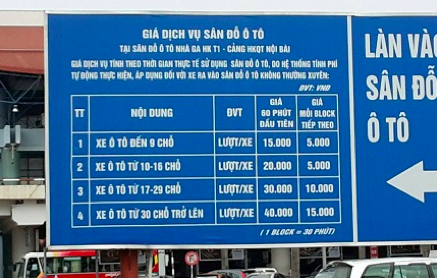 GIÁ DỊCH VỤ SÂN ĐỖ Ô TÔ
TẠI SÂN ĐỖ Ô TÔ NHÀ GA HK T1 - CẢNG HKQT NỘI BÀI
GIÁ DỊCH VỤ TÍNH THEO THỜI GIAN THỰC TẾ SỬ DỤNG SÂN ĐỖ Ô TÔ, DO HỆ THỐNG TÍNH PHÍ
TỰ ĐỘNG THỰC HIỆN, ÁP DỤNG ĐỐI VỚI XE RA VÀO SÂN ĐỖ Ô TÔ KHÔNG THƯỜNG XUYÊN:
ĐVT: VNĐ
TT NỘI DUNG ĐVT GIÁ 60 PHÚT ĐẦU TIÊN GIÁ MỖI BLOCK TIẾP THEO
1 XE Ô TÔ ĐẾN 9 CHỖ LƯỢT/XE 15.000 5.000
2 XE Ô TÔ TỪ 10-16 CHỖ LƯỢT/XE 20.000 5.000
3 XE Ô TÔ TỪ 17-29 CHỖ LƯỢT/XE 30.000 10.000
4 XE Ô TÔ TỪ 30 CHỖ TRỞ LÊN LƯỢT/XE 40.000 15.000
( 1 BLOCK = 30 PHÚT )
LÀN VÀO
SÂN ĐỖ
Ô TÔ